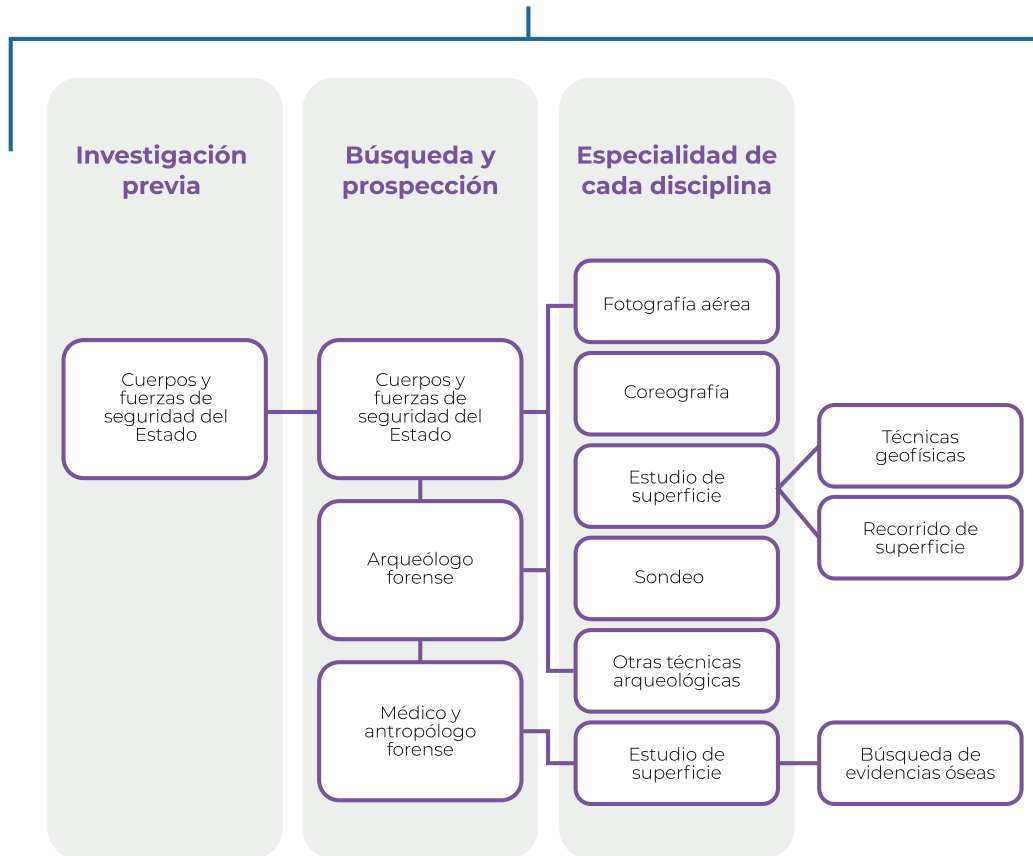 Investigación
previa
Búsqueda y
prospección
Especialidad de
cada disciplina
Cuerpos y
fuerzas de
seguridad del
Estado
Cuerpos y
fuerzas de
seguridad del
Estado
Arqueólogo
forense
Médico y
antropólogo
forense
Fotografía aérea
Coreografía
Estudio de
superficie
Sondeo
Otras técnicas
arqueológicas
Estudio de
superficie
Técnicas
geofísicas
Recorrido de
superficie
Búsqueda de
evidencias óseas